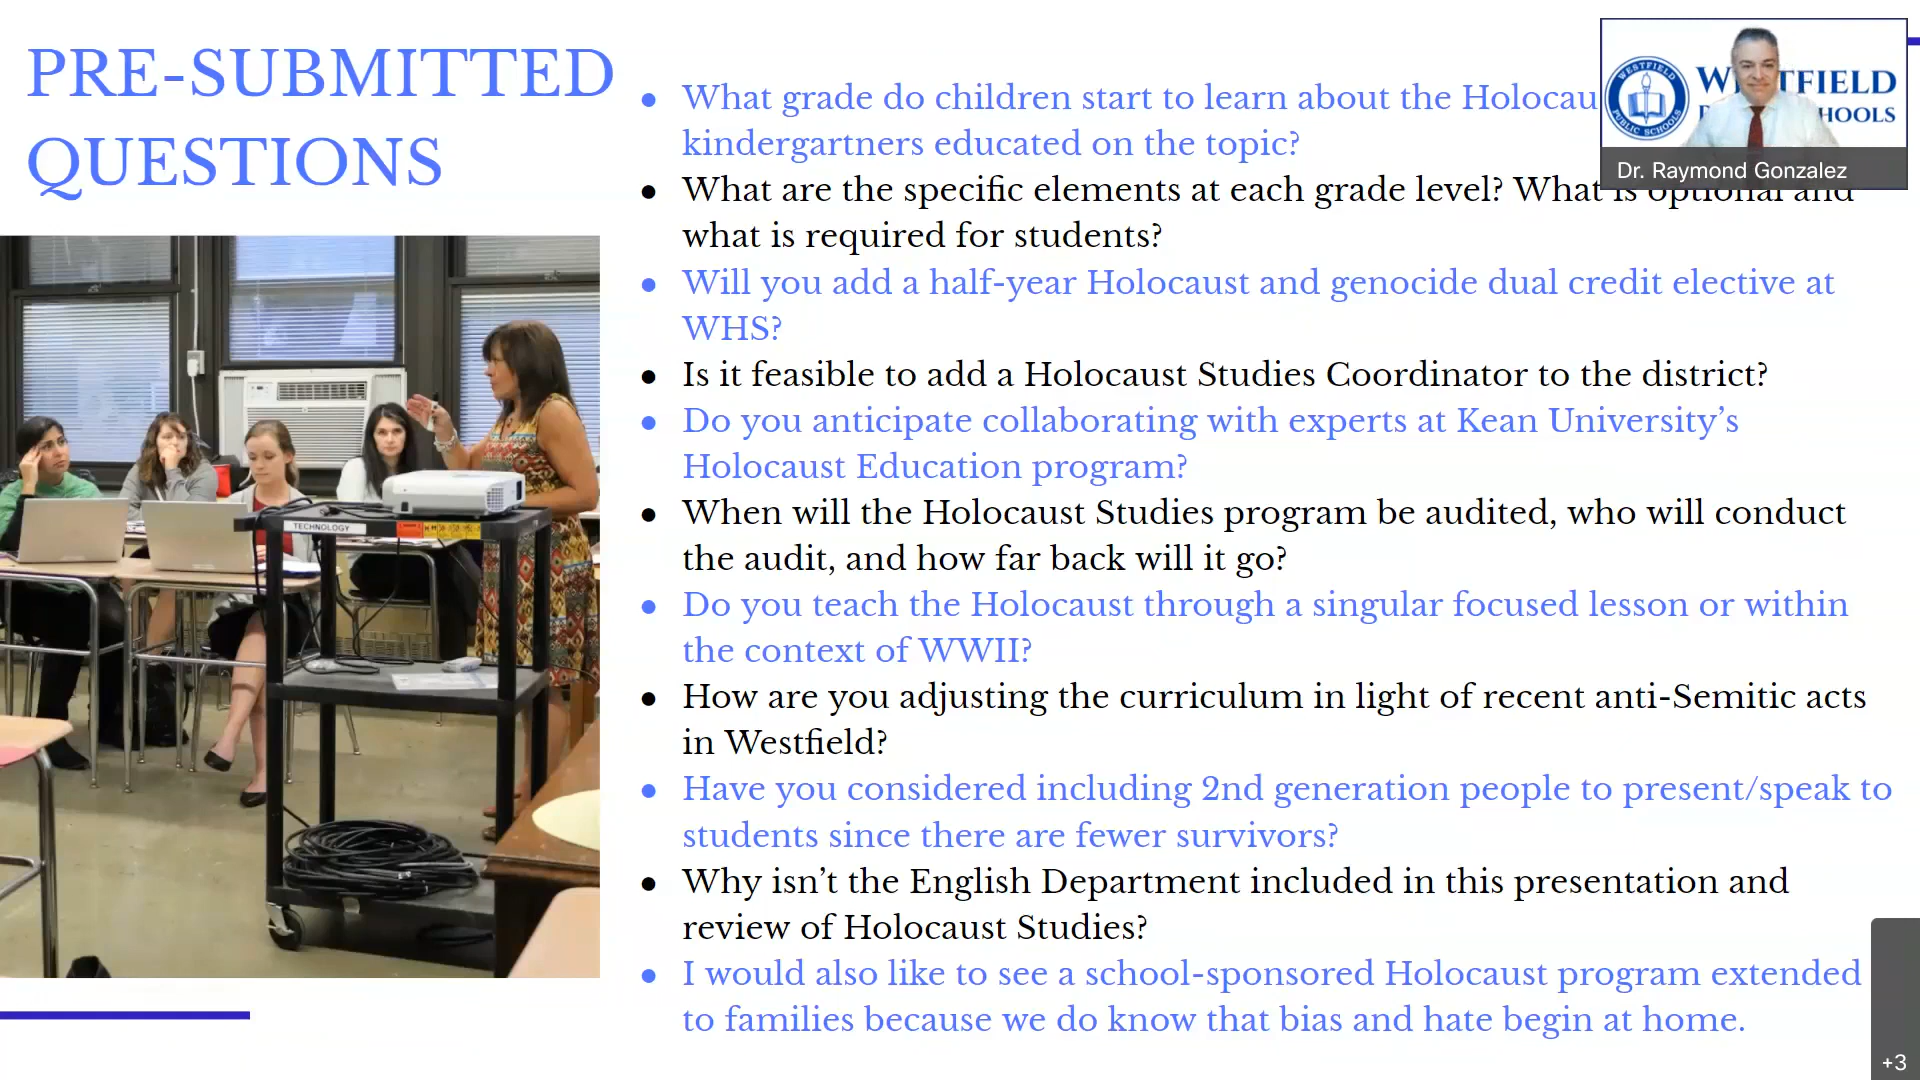 PRE-SUBMITTED
QUESTIONS
What grade do children start to learn about the
kindergartners educated on the topic?
What are the specific elements at each grade level? What is optional and
what is required for students?
Will you add a half-year Holocaust and genocide dual credit elective at
WHS?
Is it feasible to add a Holocaust Studies Coordinator to the district?
Do you anticipate collaborating with experts at Kean University’s
Holocaust Education program?
When will the Holocaust Studies program be audited, who will conduct
the audit, and how far back will it go?
Do you teach the Holocaust through a singular focused lesson or within
the context of WWII?
How are you adjusting the curriculum in light of recent anti-Semitic acts
in Westfield?
Have you considered including 2nd generation people to present/speak to
students since there are fewer survivors?
Why isn’t the English Department included in this presentation and
review of Holocaust Studies?
I would also like to see a school-sponsored Holocaust program extended
to families because we do know that bias and hate begin at home.
WESTFIELD
PUBLIC SCHOOLS
Dr. Raymond Gonzalez
TECHNOLOGY
+3